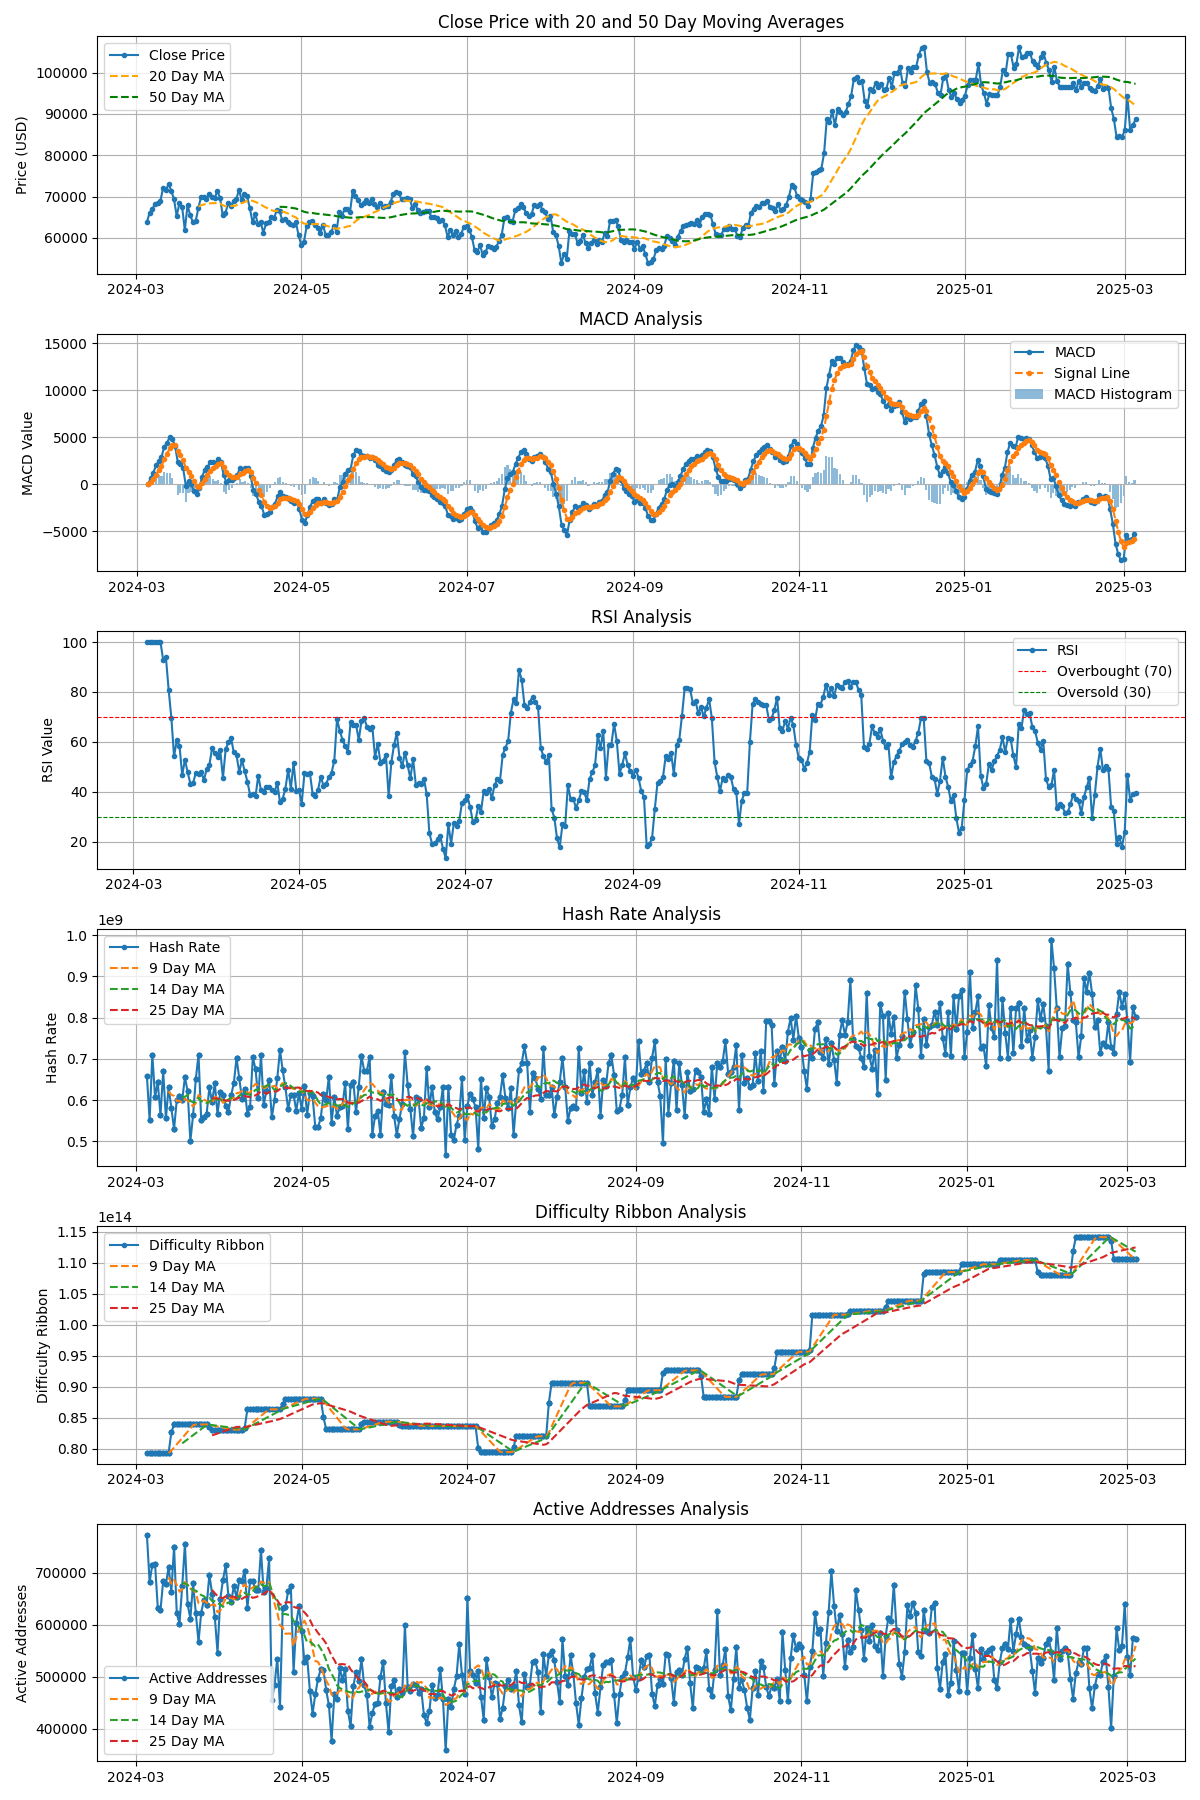 Close Price with 20 and 50 Day Moving Averages
Close Price
20 Day MA
50 Day MA
Price (USD)
100000
90000
80000
70000
60000
2024-03 2024-05 2024-07 2024-09 2024-11 2025-01 2025-03
MACD Analysis
MACD
Signal Line
MACD Histogram
MACD Value
15000
10000
5000
0
−5000
2024-03 2024-05 2024-07 2024-09 2024-11 2025-01 2025-03
RSI Analysis
RSI
Overbought (70)
Oversold (30)
RSI Value
100
80
60
40
20
2024-03 2024-05 2024-07 2024-09 2024-11 2025-01 2025-03
1e9
Hash Rate Analysis
Hash Rate
9 Day MA
14 Day MA
25 Day MA
Hash Rate
1.0
0.9
0.8
0.7
0.6
0.5
2024-03 2024-05 2024-07 2024-09 2024-11 2025-01 2025-03
1e14
Difficulty Ribbon Analysis
Difficulty Ribbon
9 Day MA
14 Day MA
25 Day MA
Difficulty Ribbon
1.15
1.10
1.05
1.00
0.95
0.90
0.85
0.80
2024-03 2024-05 2024-07 2024-09 2024-11 2025-01 2025-03
Active Addresses Analysis
Active Addresses
700000
600000
500000
400000
Active Addresses
9 Day MA
14 Day MA
25 Day MA
2024-03 2024-05 2024-07 2024-09 2024-11 2025-01 2025-03